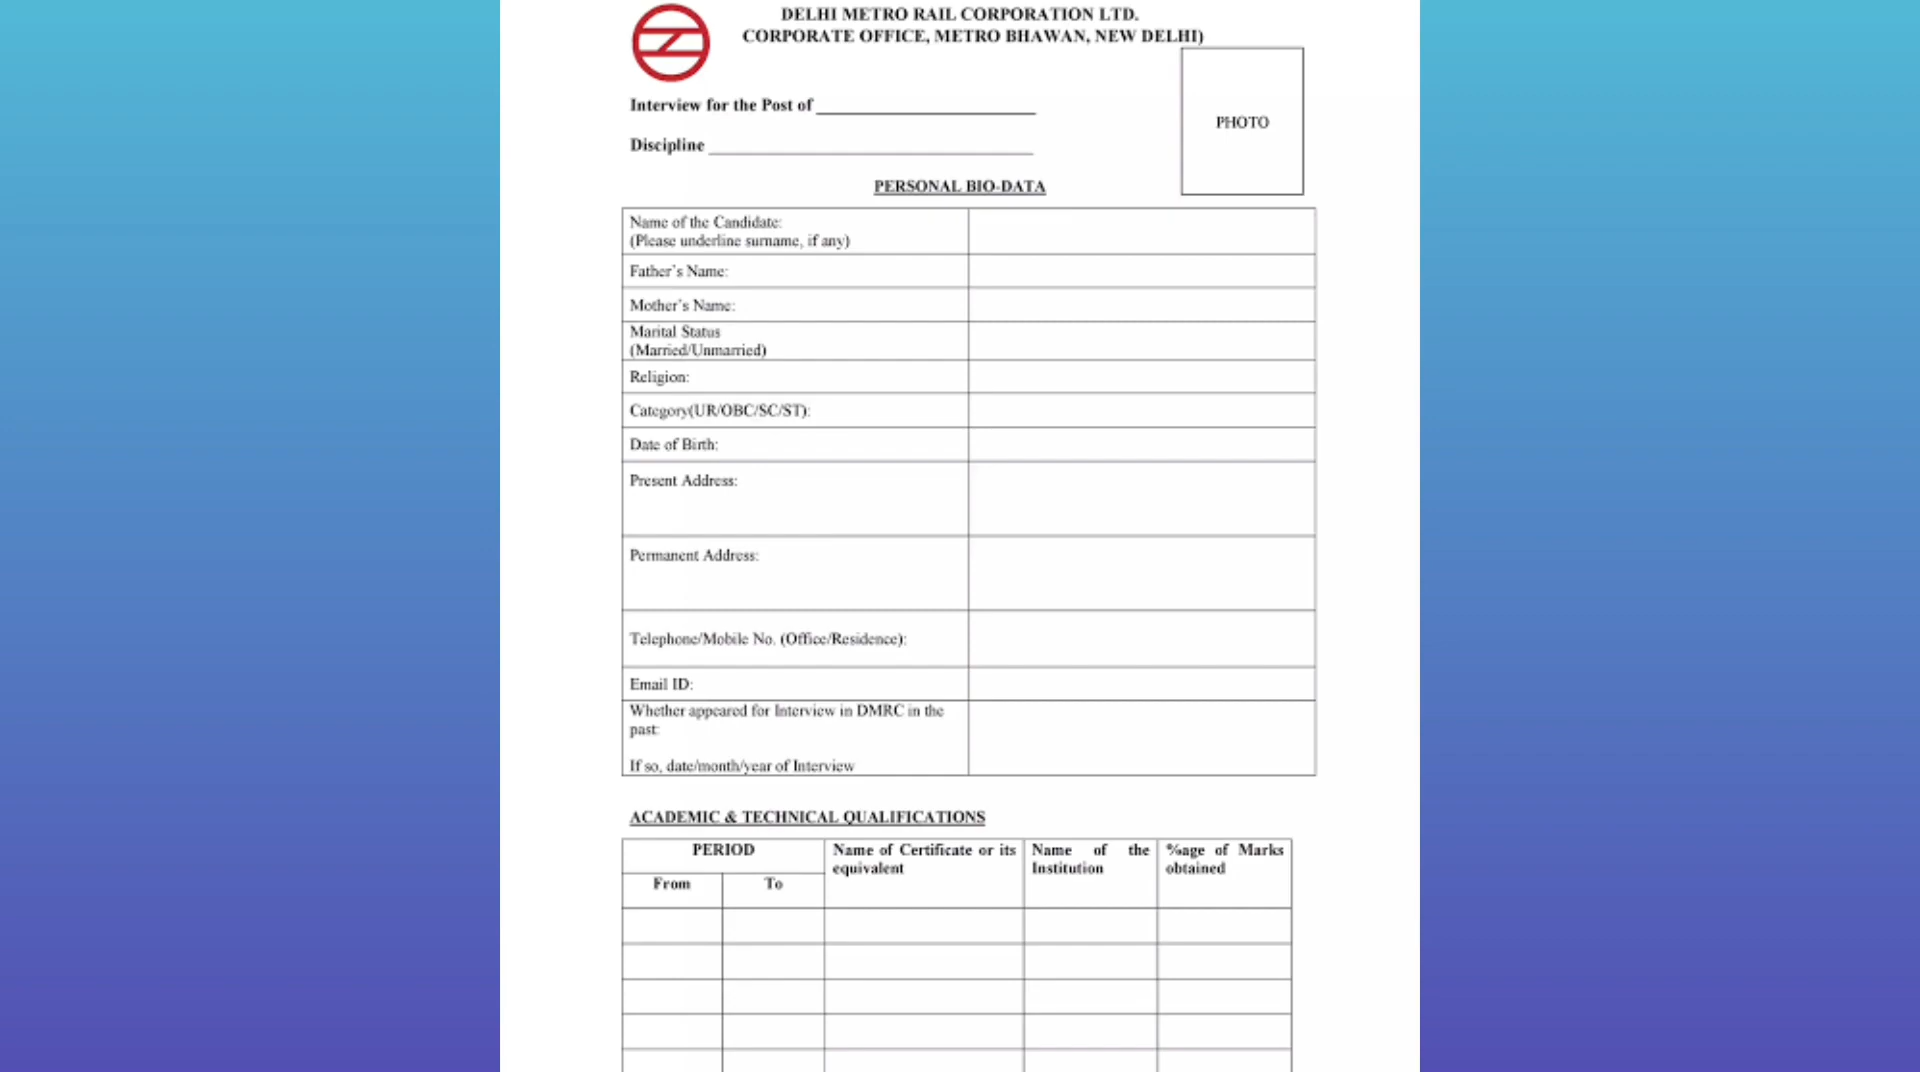 DELHI METRO RAIL CORPORATION LTD.
CORPORATE OFFICE, METRO BHAWAN, NEW DELHI)
PHOTO
Interview for the Post of
Discipline
PERSONAL BIO-DATA
Name of the Candidate:
(Please underline surname, if any)
Father's Name:
Mother's Name:
Marital Status
(Married/Unmarried)
Religion:
Category(UR/OBC/SC/ST):
Date of Birth:
Present Address:
Permanent Address:
Telephone/Mobile No. (Office/Residence):
Email ID:
Whether appeared for Interview in DMRC in the
past:
If so, date/month/year of Interview
ACADEMIC & TECHNICAL QUALIFICATIONS
PERIOD
From To
Name of Certificate or its
equivalent
Name of the
Institution
%age of Marks
obtained